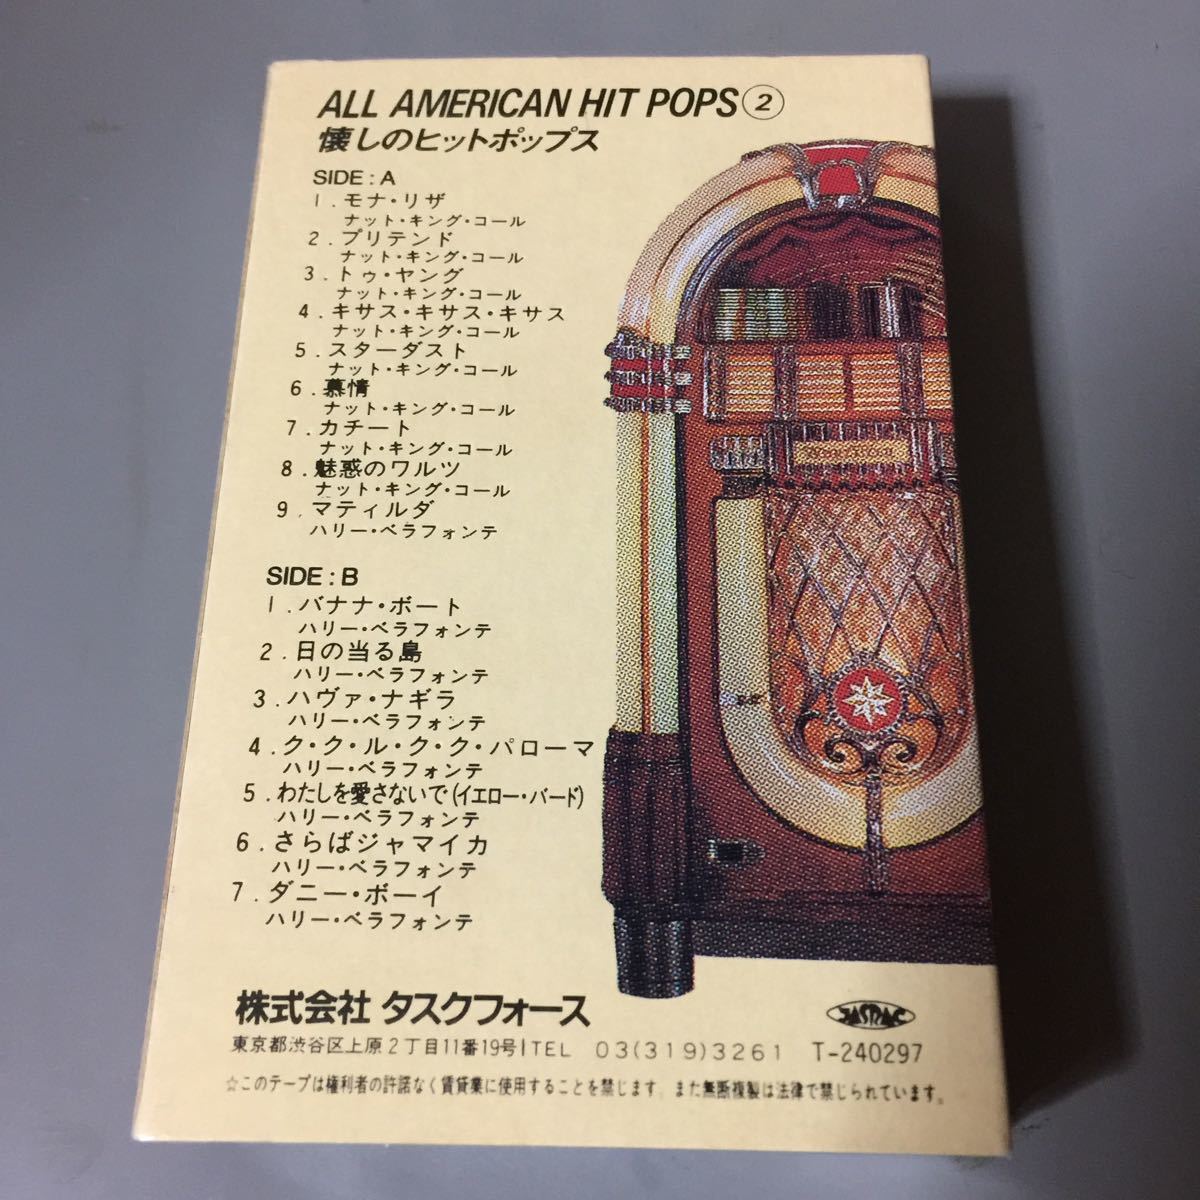 ALL AMERICAN HIT POPS②
懐しのヒットポップス
SIDE : A
1．モナ・リザ
ナット・キング・コール
2．プリテンド
ナット・キング・コール
3．トゥ・ヤング
ナット・キング・コール
4．キサス・キサス・キサス
ナット・キング・コール
5．スターダスト
ナット・キング・コール
6．慕情
ナット・キング・コール
7．カチート
ナット・キング・コール
8．魅惑のワルツ
ナット・キング・コール
9．マティルダ
ハリー・ベラフォンテ
SIDE : B
1．バナナ・ボート
ハリー・ベラフォンテ
2．日の当る島
ハリー・ベラフォンテ
3．ハヴァ・ナギラ
ハリー・ベラフォンテ
4．ク・ク・ル・ク・ク・パローマ
ハリー・ベラフォンテ
5．わたしを愛さないで(イエロー・バード)
ハリー・ベラフォンテ
6．さらばジャマイカ
ハリー・ベラフォンテ
7．ダニー・ボーイ
ハリー・ベラフォンテ
株式会社 タスクフォース
JASRAC
東京都渋谷区上原2丁目11番19号 TEL 03(319)3261 T-240297
☆このテープは権利者の許諾なく賃貸業に使用することを禁じます。また無断複製は法律で禁じられています。